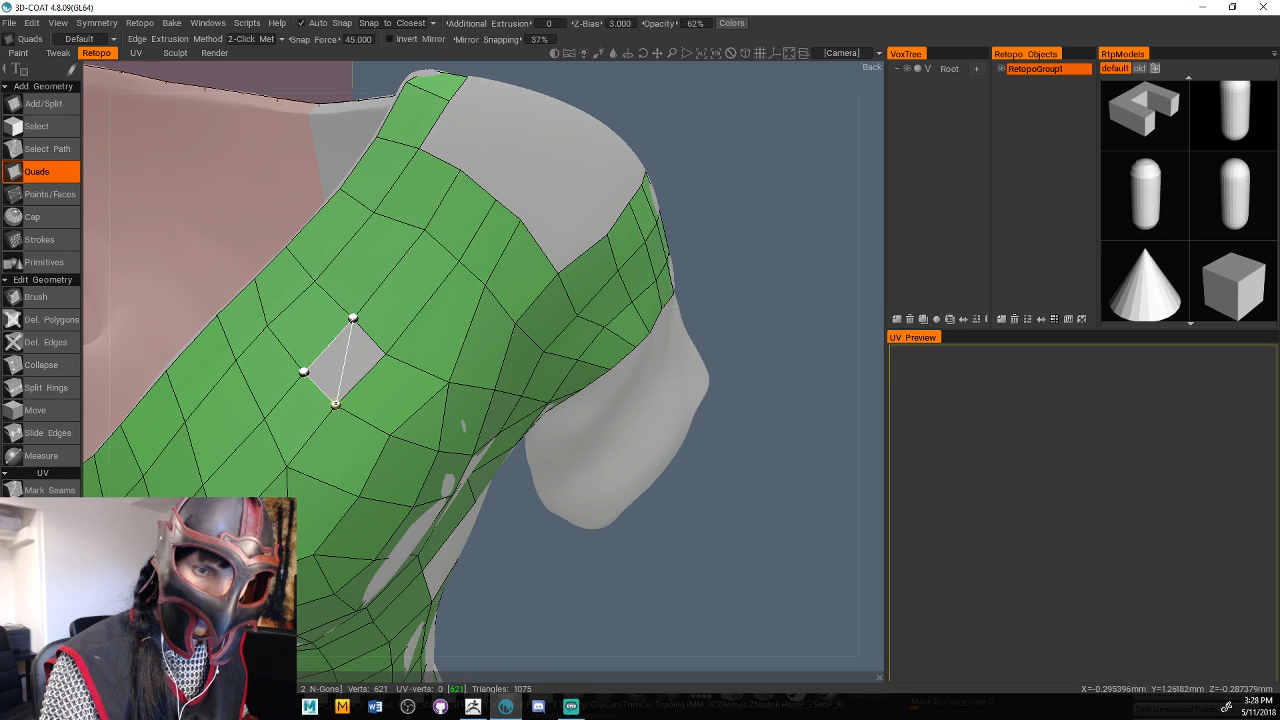 3D-COAT 4.8.09(GL64)
File Edit View Symmetry Retopo Bake Windows Scripts Help Auto Snap Snap to Closest Additional Extrusion 0 Z-Bias 3.000 Opacity 62% Colors
Quads Default Edge Extrusion Method 2-Click Met Snap Force 45.000 Invert Mirror Mirror Snapping 37%
Paint Tweak Retopo UV Sculpt Render [Camera] VoxTree Retopo Objects RtpModels
Back
V Root + RetopoGroup1 default old
Add Geometry
Add/Split
Select
Select Path
Quads
Points/Faces
Cap
Strokes
Primitives
Edit Geometry
Brush
Del. Polygons
Del. Edges
Collapse
Split Rings
Move
Slide Edges
Measure
UV
Mark Seams
UV Preview
2 N-Gons] Verts: 621 UV-verts: 0 [621] Triangles: 1075
X=-0.295396mm Y=1.26182mm Z=-0.287379mm
3:28 PM
5/11/2018